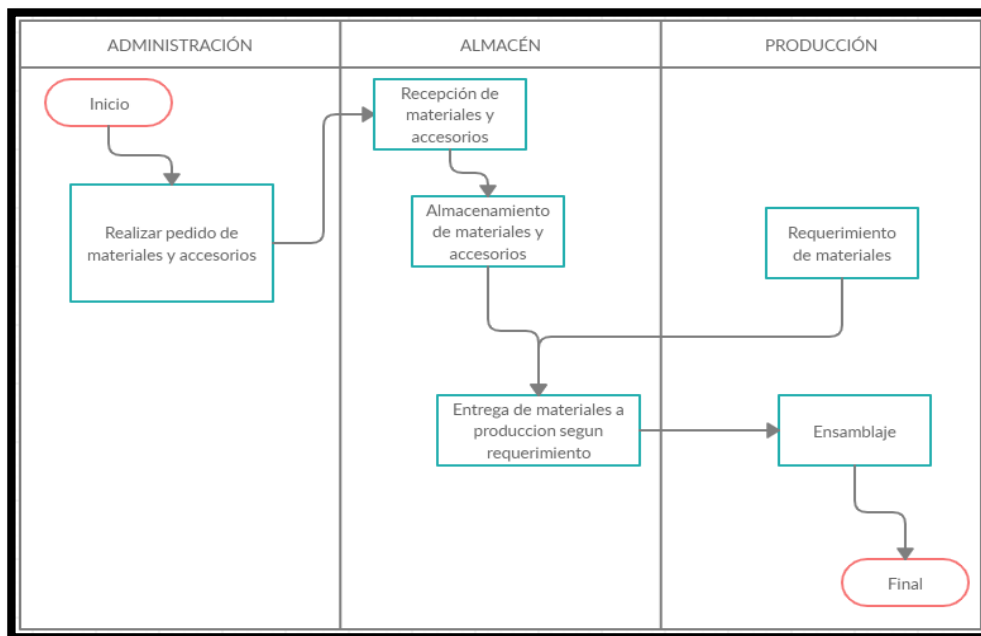 ADMINISTRACIÓN
ALMACÉN
PRODUCCIÓN
Inicio
Realizar pedido de
materiales y accesorios
Recepción de
materiales y
accesorios
Almacenamiento
de materiales y
accesorios
Requerimiento
de materiales
Entrega de materiales a
produccion segun
requerimiento
Ensamblaje
Final